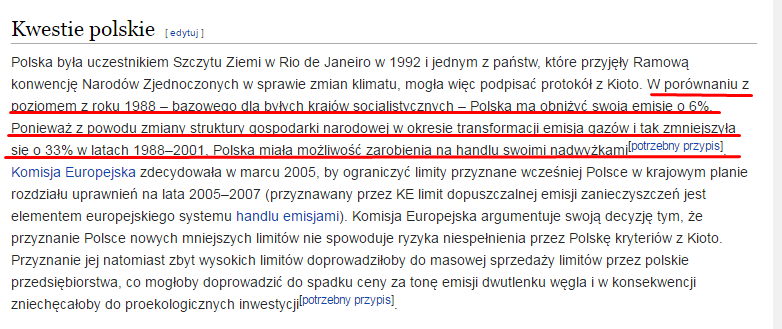 Kwestie polskie [ edytuj ]
Polska była uczestnikiem Szczytu Ziemi w Rio de Janeiro w 1992 i jednym z państw, które przyjęły Ramową
konwencję Narodów Zjednoczonych w sprawie zmian klimatu, mogła więc podpisać protokół z Kioto. W porównaniu z
poziomem z roku 1988 – bazowego dla byłych krajów socjalistycznych – Polska ma obniżyć swoją emisję o 6%.
Ponieważ z powodu zmiany struktury gospodarki narodowej w okresie transformacji emisja gazów i tak zmniejszyła
się o 33% w latach 1988–2001, Polska miała możliwość zarobienia na handlu swoimi nadwyżkami[potrzebny przypis].
Komisja Europejska zdecydowała w marcu 2005, by ograniczyć limity przyznane wcześniej Polsce w krajowym planie
rozdziału uprawnień na lata 2005–2007 (przyznawany przez KE limit dopuszczalnej emisji zanieczyszczeń jest
elementem europejskiego systemu handlu emisjami). Komisja Europejska argumentuje swoją decyzję tym, że
przyznanie Polsce nowych mniejszych limitów nie spowoduje ryzyka niespełnienia przez Polskę kryteriów z Kioto.
Przyznanie jej natomiast zbyt wysokich limitów doprowadziłoby do masowej sprzedaży limitów przez polskie
przedsiębiorstwa, co mogłoby doprowadzić do spadku ceny za tonę emisji dwutlenku węgla i w konsekwencji
zniechęcałoby do proekologicznych inwestycji[potrzebny przypis].